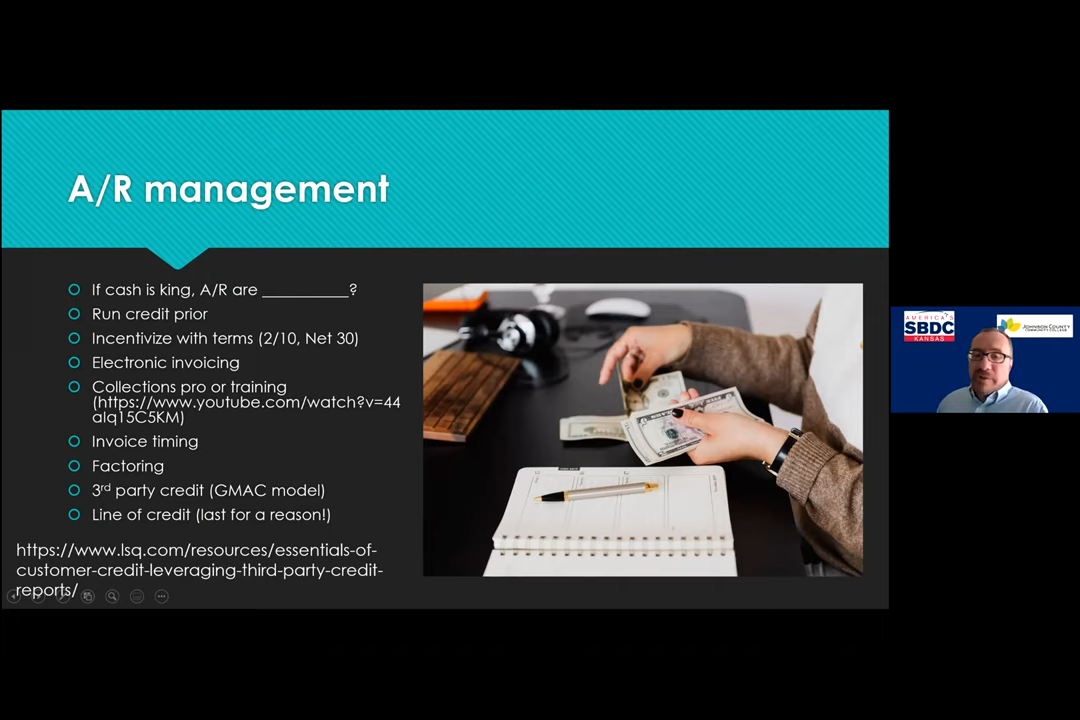 A/R management
If cash is king, A/R are __________?
Run credit prior
Incentivize with terms (2/10, Net 30)
Electronic invoicing
Collections pro or training
(https://www.youtube.com/watch?v=44
alq15C5KM)
Invoice timing
Factoring
3rd party credit (GMAC model)
Line of credit (last for a reason!)
https://www.lsq.com/resources/essentials-of-
customer-credit-leveraging-third-party-credit-
reports/
AMERICA'S
SBDC
KANSAS
JOHNSON COUNTY
COMMUNITY COLLEGE